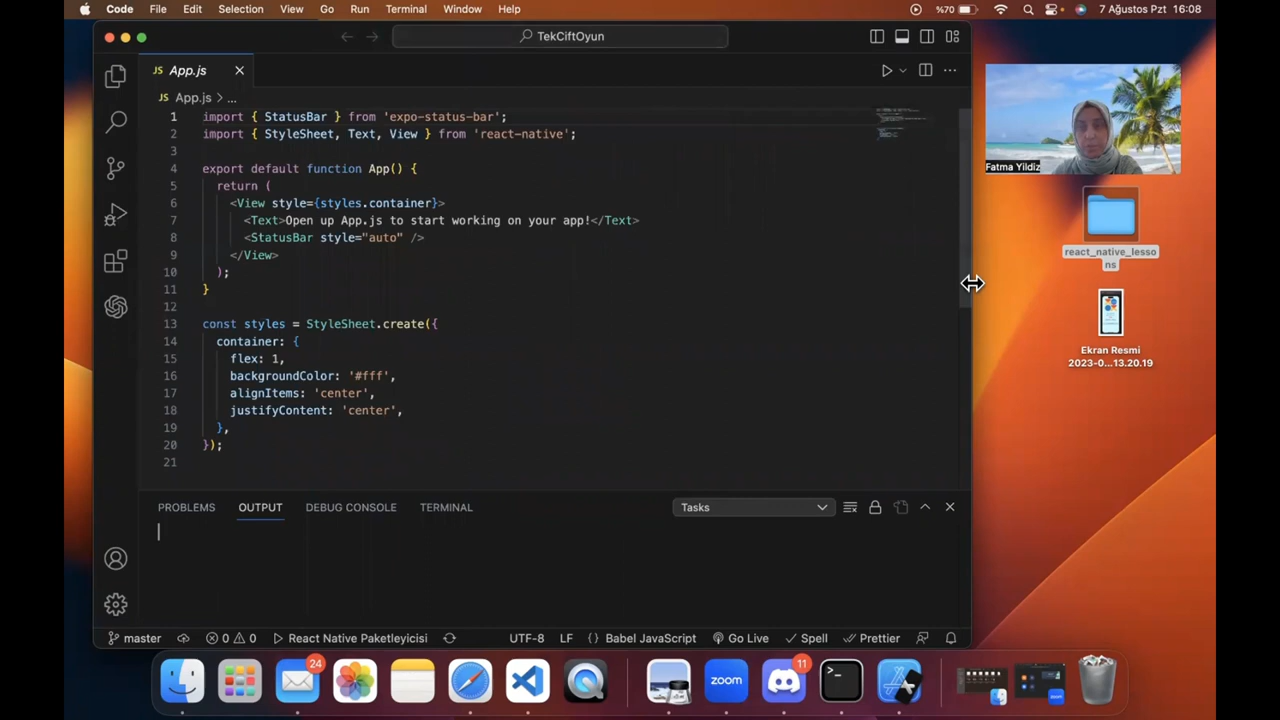 Code File Edit Selection View Go Run Terminal Window Help %70 7 Ağustos Pzt 16:08
TekCiftOyun
JS App.js
JS App.js > ...
1 import { StatusBar } from 'expo-status-bar';
2 import { StyleSheet, Text, View } from 'react-native';
3
4 export default function App() {
5 return (
6 <View style={styles.container}>
7 <Text>Open up App.js to start working on your app!</Text>
8 <StatusBar style="auto" />
9 </View>
10 );
11 }
12
13 const styles = StyleSheet.create({
14 container: {
15 flex: 1,
16 backgroundColor: '#fff',
17 alignItems: 'center',
18 justifyContent: 'center',
19 },
20 });
21
PROBLEMS OUTPUT DEBUG CONSOLE TERMINAL Tasks
master 0 0 React Native Paketleyicisi UTF-8 LF {} Babel JavaScript Go Live Spell Prettier
Fatma Yildiz
react_native_lesso
ns
Ekran Resmi
2023-0...13.20.19
24
zoom
11